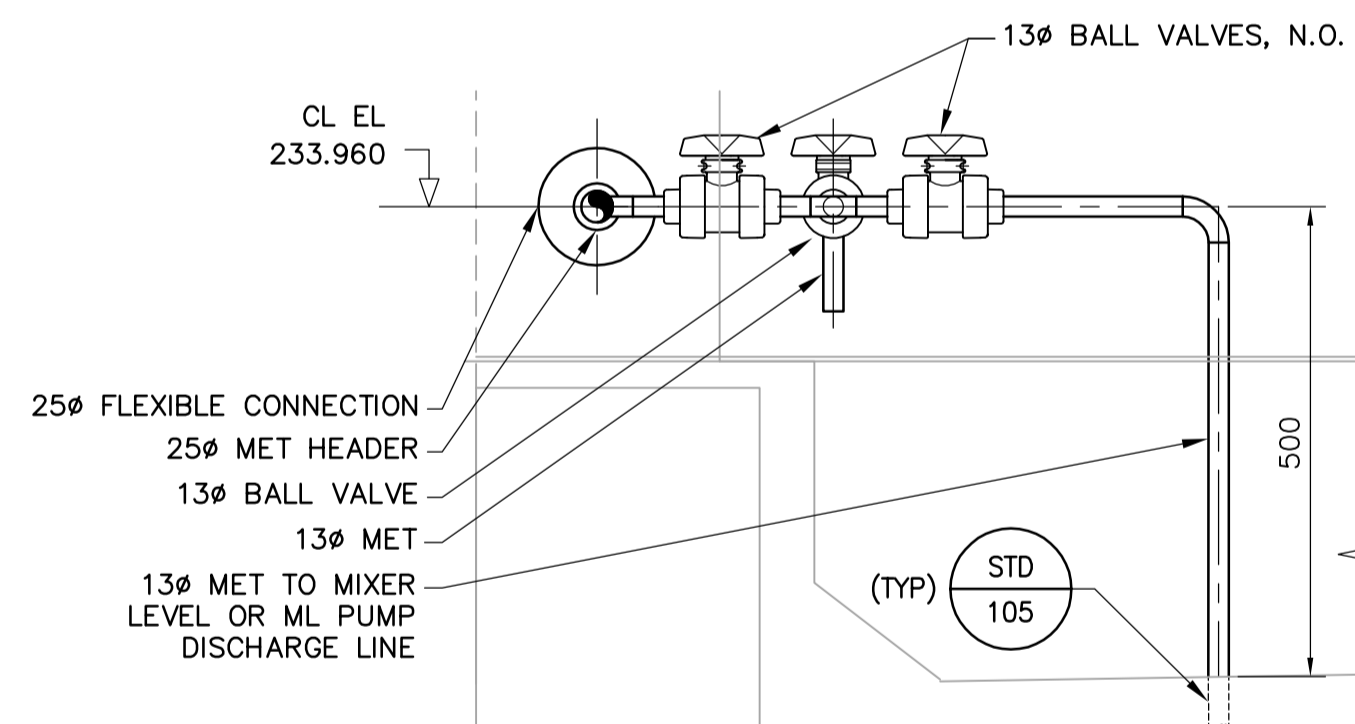 13ø BALL VALVES, N.O.
CL EL
233.960
25ø FLEXIBLE CONNECTION
25ø MET HEADER
13ø BALL VALVE
13ø MET
13ø MET TO MIXER
LEVEL OR ML PUMP
DISCHARGE LINE
(TYP)
STD
105
500